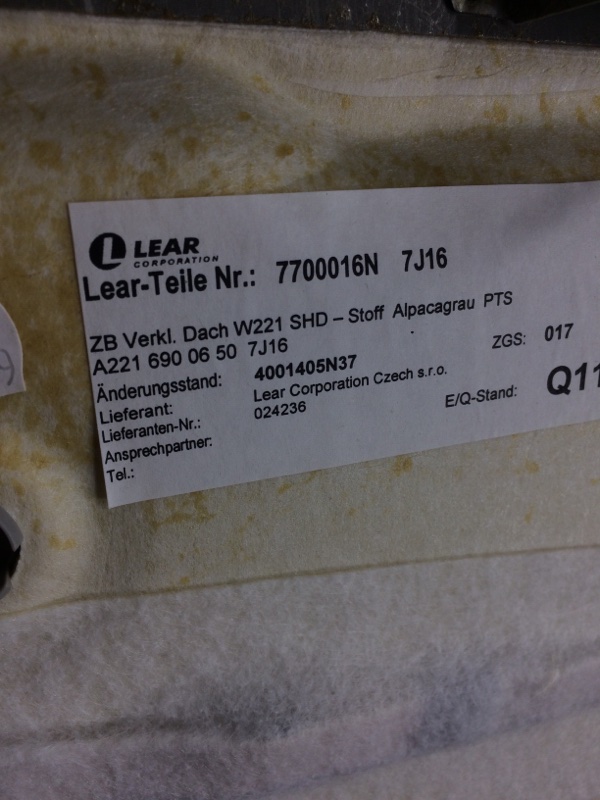 LEAR
CORPORATION
Lear-Teile Nr.: 7700016N 7J16
ZB Verkl. Dach W221 SHD – Stoff Alpacagrau PTS
A221 690 06 50 7J16
ZGS: 017
Änderungsstand: 4001405N37
Lieferant: Lear Corporation Czech s.r.o.
Lieferanten-Nr.: 024236
E/Q-Stand: Q11
Ansprechpartner:
Tel.: